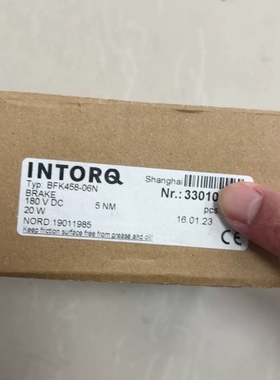 INTORQ
Shanghai
Typ. BFK458-06N
Nr.: 33010
BRAKE
180 V DC 5 NM
pcs
20 W
16.01.23
NORD:19011985
Keep friction surface free from grease and oil!
CE